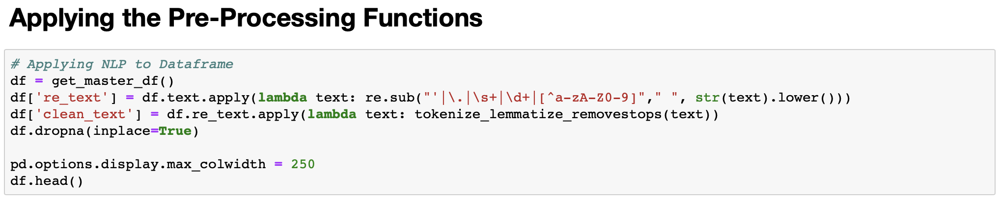 Applying the Pre-Processing Functions
# Applying NLP to Dataframe
df = get_master_df()
df['re_text'] = df.text.apply(lambda text: re.sub("'|\.|\s+|\d+|[^a-zA-Z0-9]"," ", str(text).lower()))
df['clean_text'] = df.re_text.apply(lambda text: tokenize_lemmatize_removestops(text))
df.dropna(inplace=True)
pd.options.display.max_colwidth = 250
df.head()